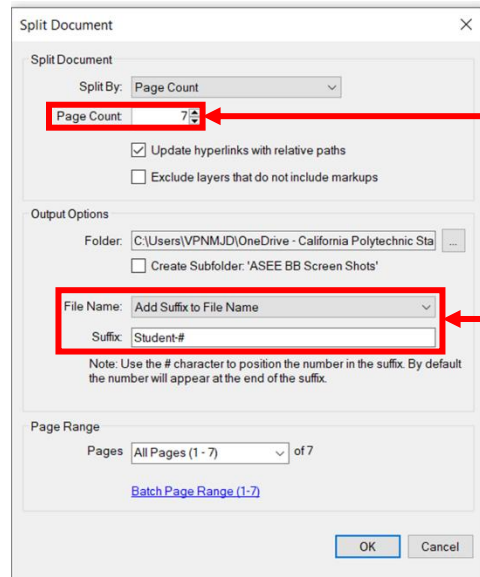 Split Document
Split Document
Split By: Page Count
Page Count: 7
Update hyperlinks with relative paths
Exclude layers that do not include markups
Output Options
Folder: C:\Users\VPNMJD\OneDrive - California Polytechnic Sta ...
Create Subfolder: 'ASEE BB Screen Shots'
File Name: Add Suffix to File Name
Suffix: Student-#
Note: Use the # character to position the number in the suffix. By default
the number will appear at the end of the suffix.
Page Range
Pages All Pages (1 - 7) of 7
Batch Page Range (1-7)
OK Cancel